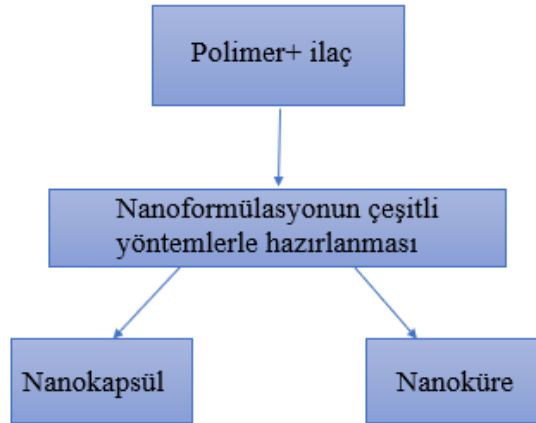 Polimer+ ilaç
Nanoformülasyonun çeşitli
yöntemlerle hazırlanması
Nanokapsül
Nanoküre